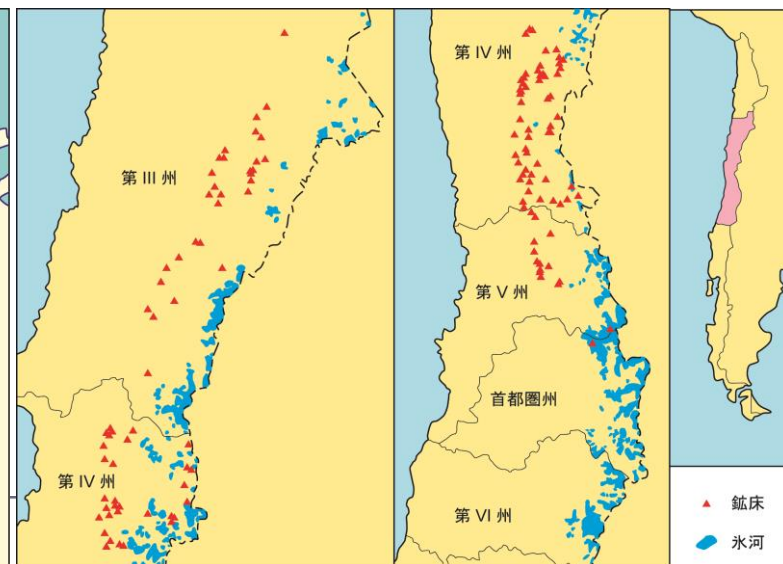 第 III 州
第 IV 州
第 IV 州
第 V 州
首都圏州
第 VI 州
鉱床
氷河